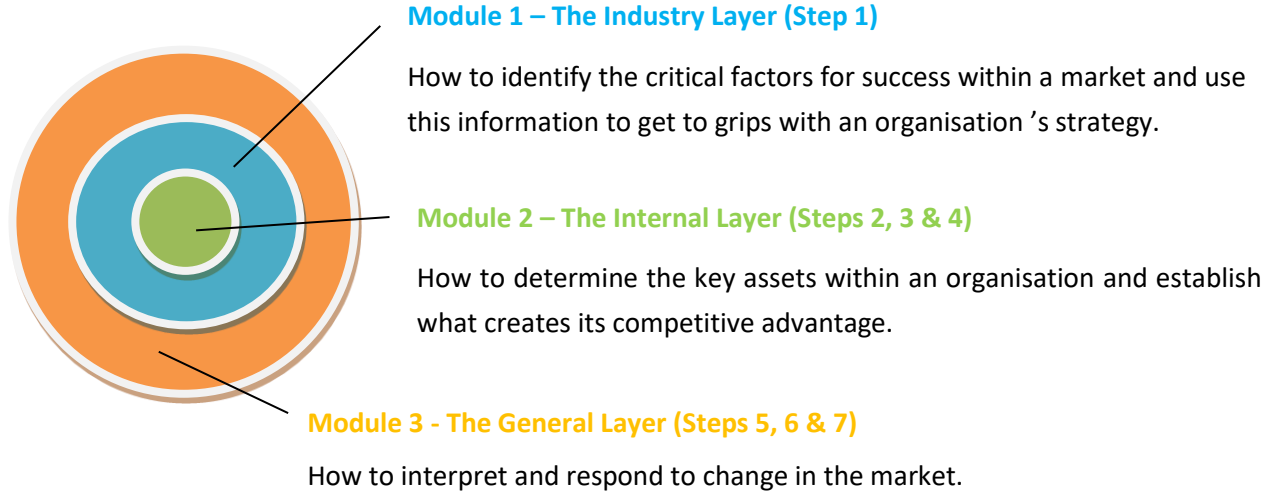 Module 1 – The Industry Layer (Step 1)
How to identify the critical factors for success within a market and use
this information to get to grips with an organisation ’s strategy.
Module 2 – The Internal Layer (Steps 2, 3 & 4)
How to determine the key assets within an organisation and establish
what creates its competitive advantage.
Module 3 - The General Layer (Steps 5, 6 & 7)
How to interpret and respond to change in the market.